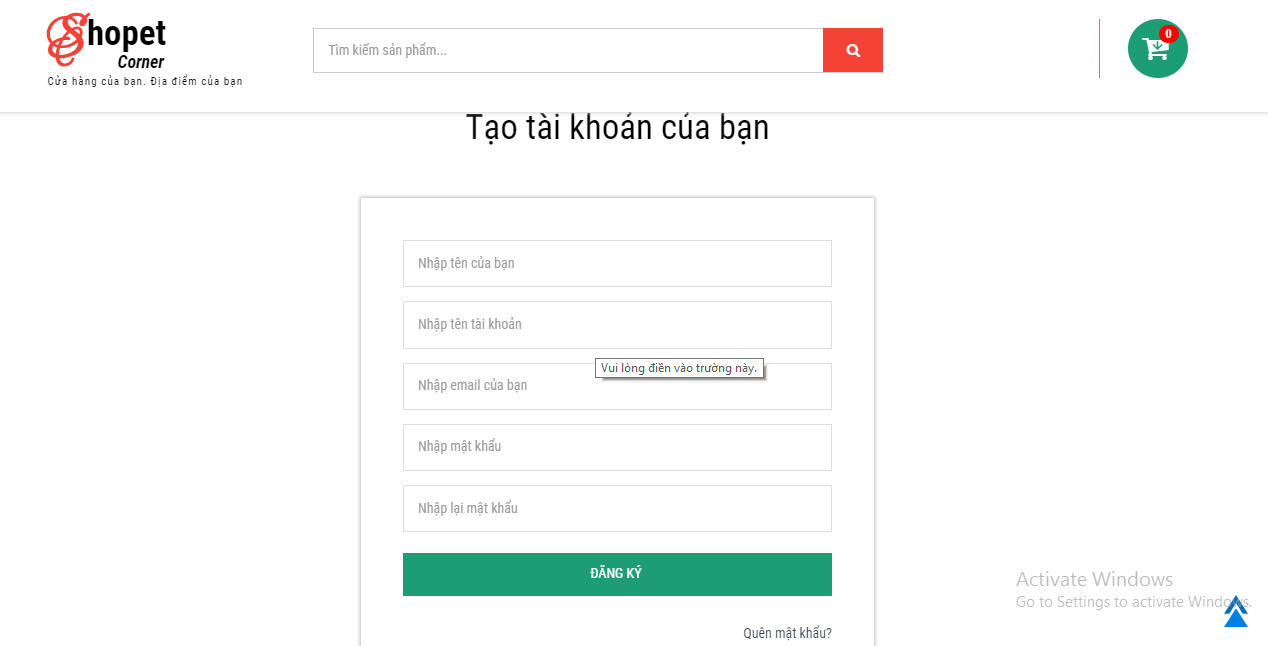 Shopet
Corner
Cửa hàng của bạn. Địa điểm của bạn
Tìm kiếm sản phẩm...
0
Tạo tài khoản của bạn
Nhập tên của bạn
Nhập tên tài khoản
Vui lòng điền vào trường này.
Nhập email của bạn
Nhập mật khẩu
Nhập lại mật khẩu
ĐĂNG KÝ
Quên mật khẩu?
Activate Windows
Go to Settings to activate Windows.